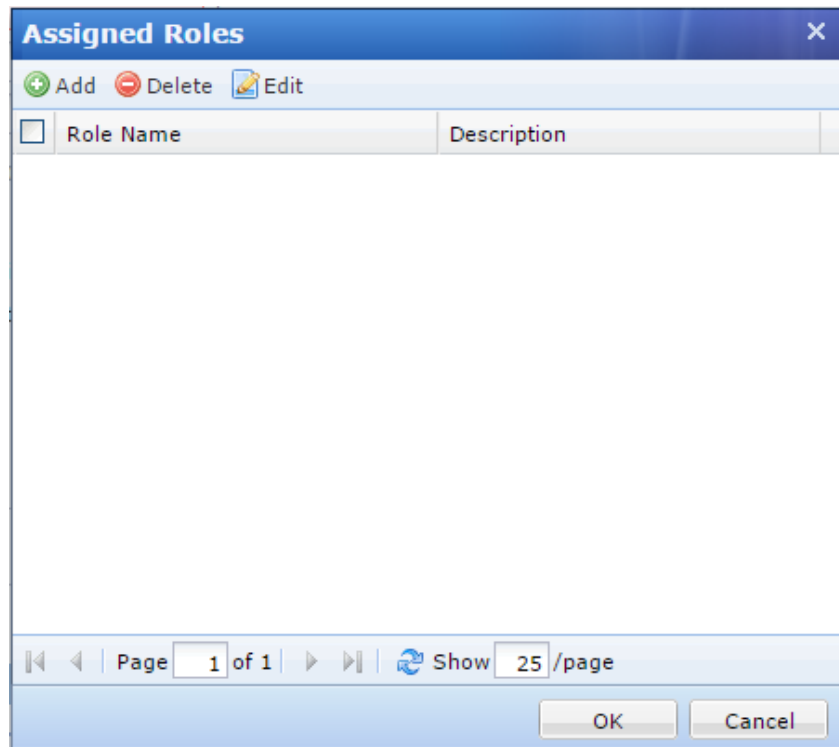 Assigned Roles
Add Delete Edit
Role Name Description
Page 1 of 1 Show 25 /page
OK Cancel